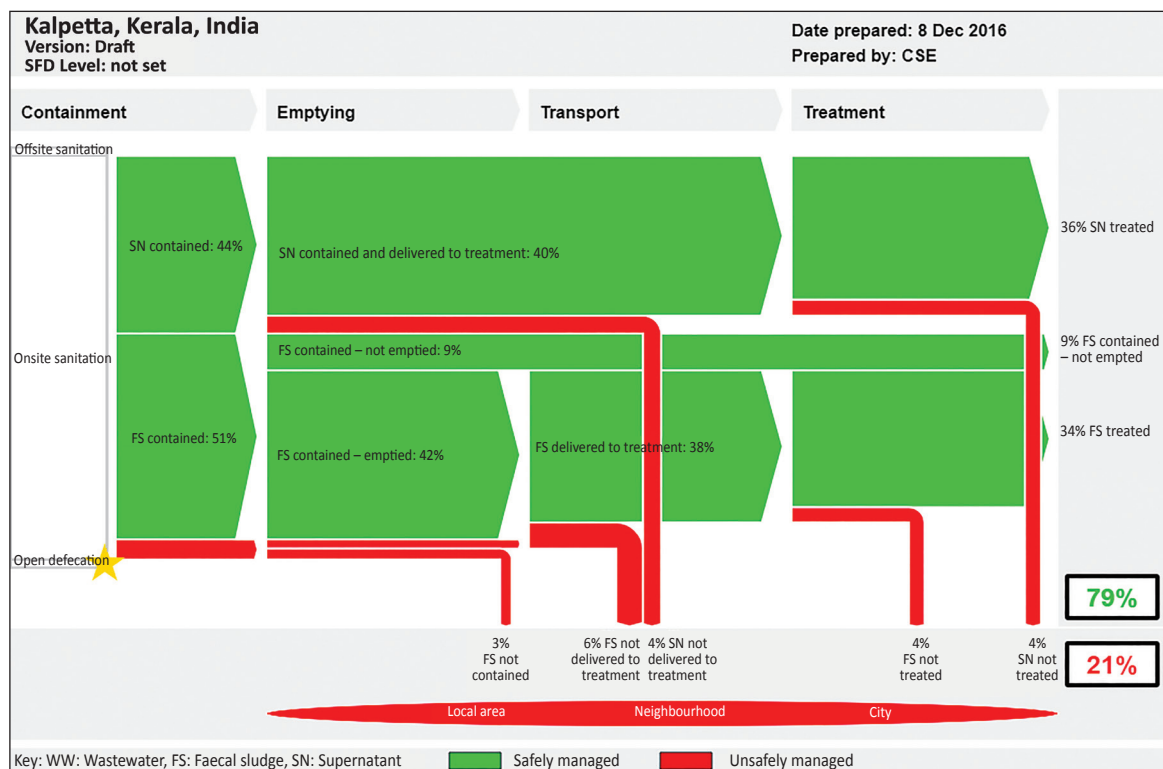 Kalpetta, Kerala, India
Version: Draft
SFD Level: not set
Date prepared: 8 Dec 2016
Prepared by: CSE
Containment
Emptying
Transport
Treatment
Offsite sanitation
SN contained: 44%
SN contained and delivered to treatment: 40%
36% SN treated
Onsite sanitation
FS contained – not emptied: 9%
9% FS contained
– not empted
FS contained: 51%
FS contained – emptied: 42%
FS delivered to treatment: 38%
34% FS treated
Open defecation
79%
3%
FS not
contained
6% FS not
delivered to
treatment
4% SN not
delivered to
treatment
4%
FS not
treated
4%
SN not
treated
21%
Local area
Neighbourhood
City
Key: WW: Wastewater, FS: Faecal sludge, SN: Supernatant
Safely managed
Unsafely managed